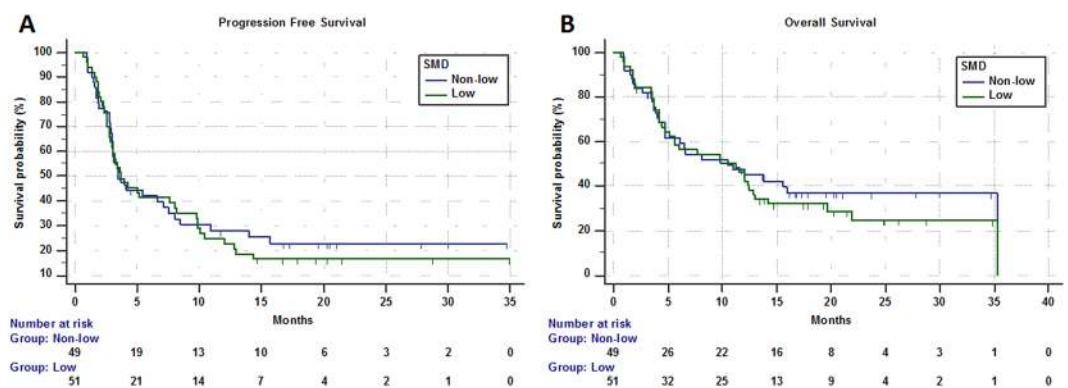 A
Progression Free Survival
Survival probability (%)
100
90
80
70
60
50
40
30
20
10
SMD
Non-low
Low
0 5 10 15 20 25 30 35
Months
Number at risk
Group: Non-low
49 19 13 10 6 3 2 0
Group: Low
51 21 14 7 4 2 1 0
B
Overall Survival
Survival probability (%)
100
80
60
40
20
0
SMD
Non-low
Low
0 5 10 15 20 25 30 35 40
Months
Number at risk
Group: Non-low
49 26 22 16 8 4 3 1 0
Group: Low
51 32 25 13 9 4 2 1 0